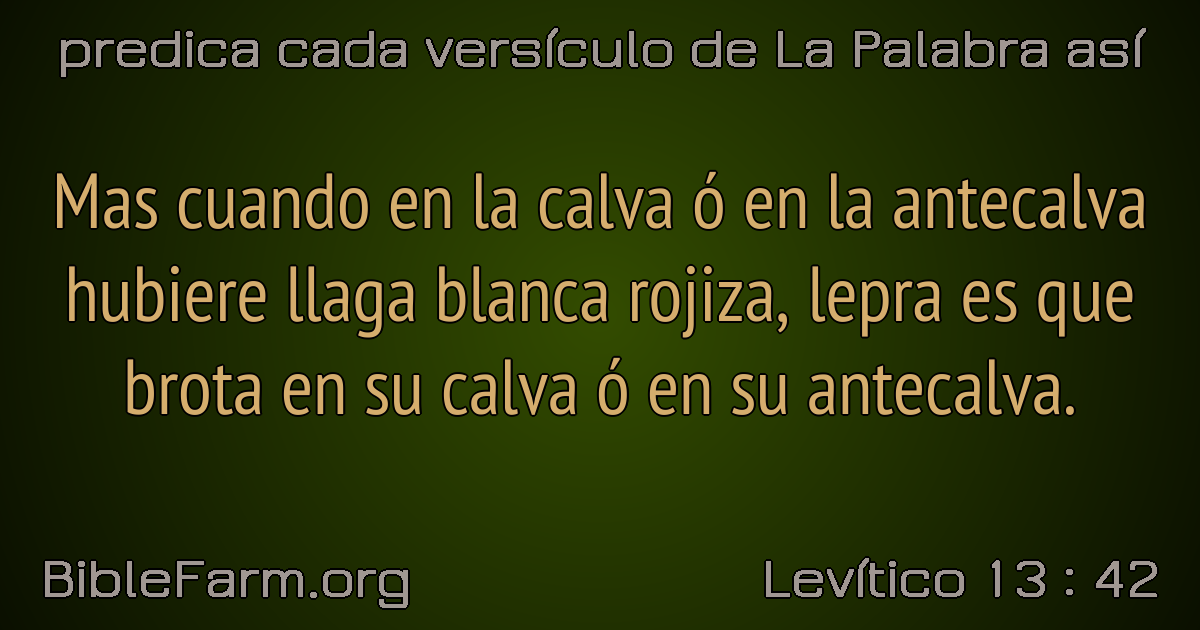 predica cada versículo de La Palabra así
Mas cuando en la calva ó en la antecalva
hubiere llaga blanca rojiza, lepra es que
brota en su calva ó en su antecalva.
BibleFarm.org
Levítico 13 : 42